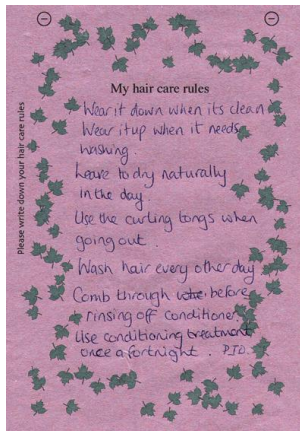 My hair care rules
Wear it down when its clean
Wear it up when it needs
washing.
Leave to dry naturally
in the day
Use the curling tongs when
going out.
Wash hair every other day
Comb through before
rinsing off conditioner
Use conditioning treatment
once a fortnight. PTO.
Please write down your hair care rules